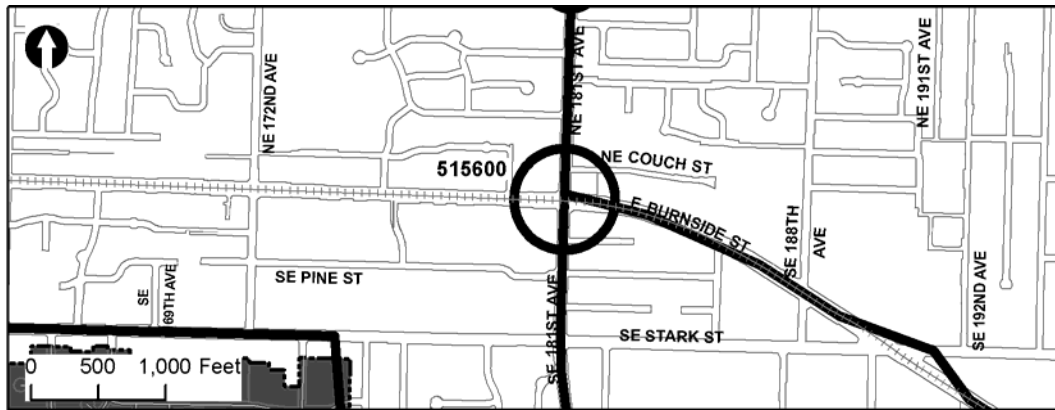 NE 172ND AVE
NE 181ST AVE
NE 191ST AVE
515600
NE COUCH ST
E BURNSIDE ST
SE 188TH
AVE
SE PINE ST
SE
69TH AVE
SE 181ST AVE
SE STARK ST
SE 192ND AVE
0 500 1,000 Feet